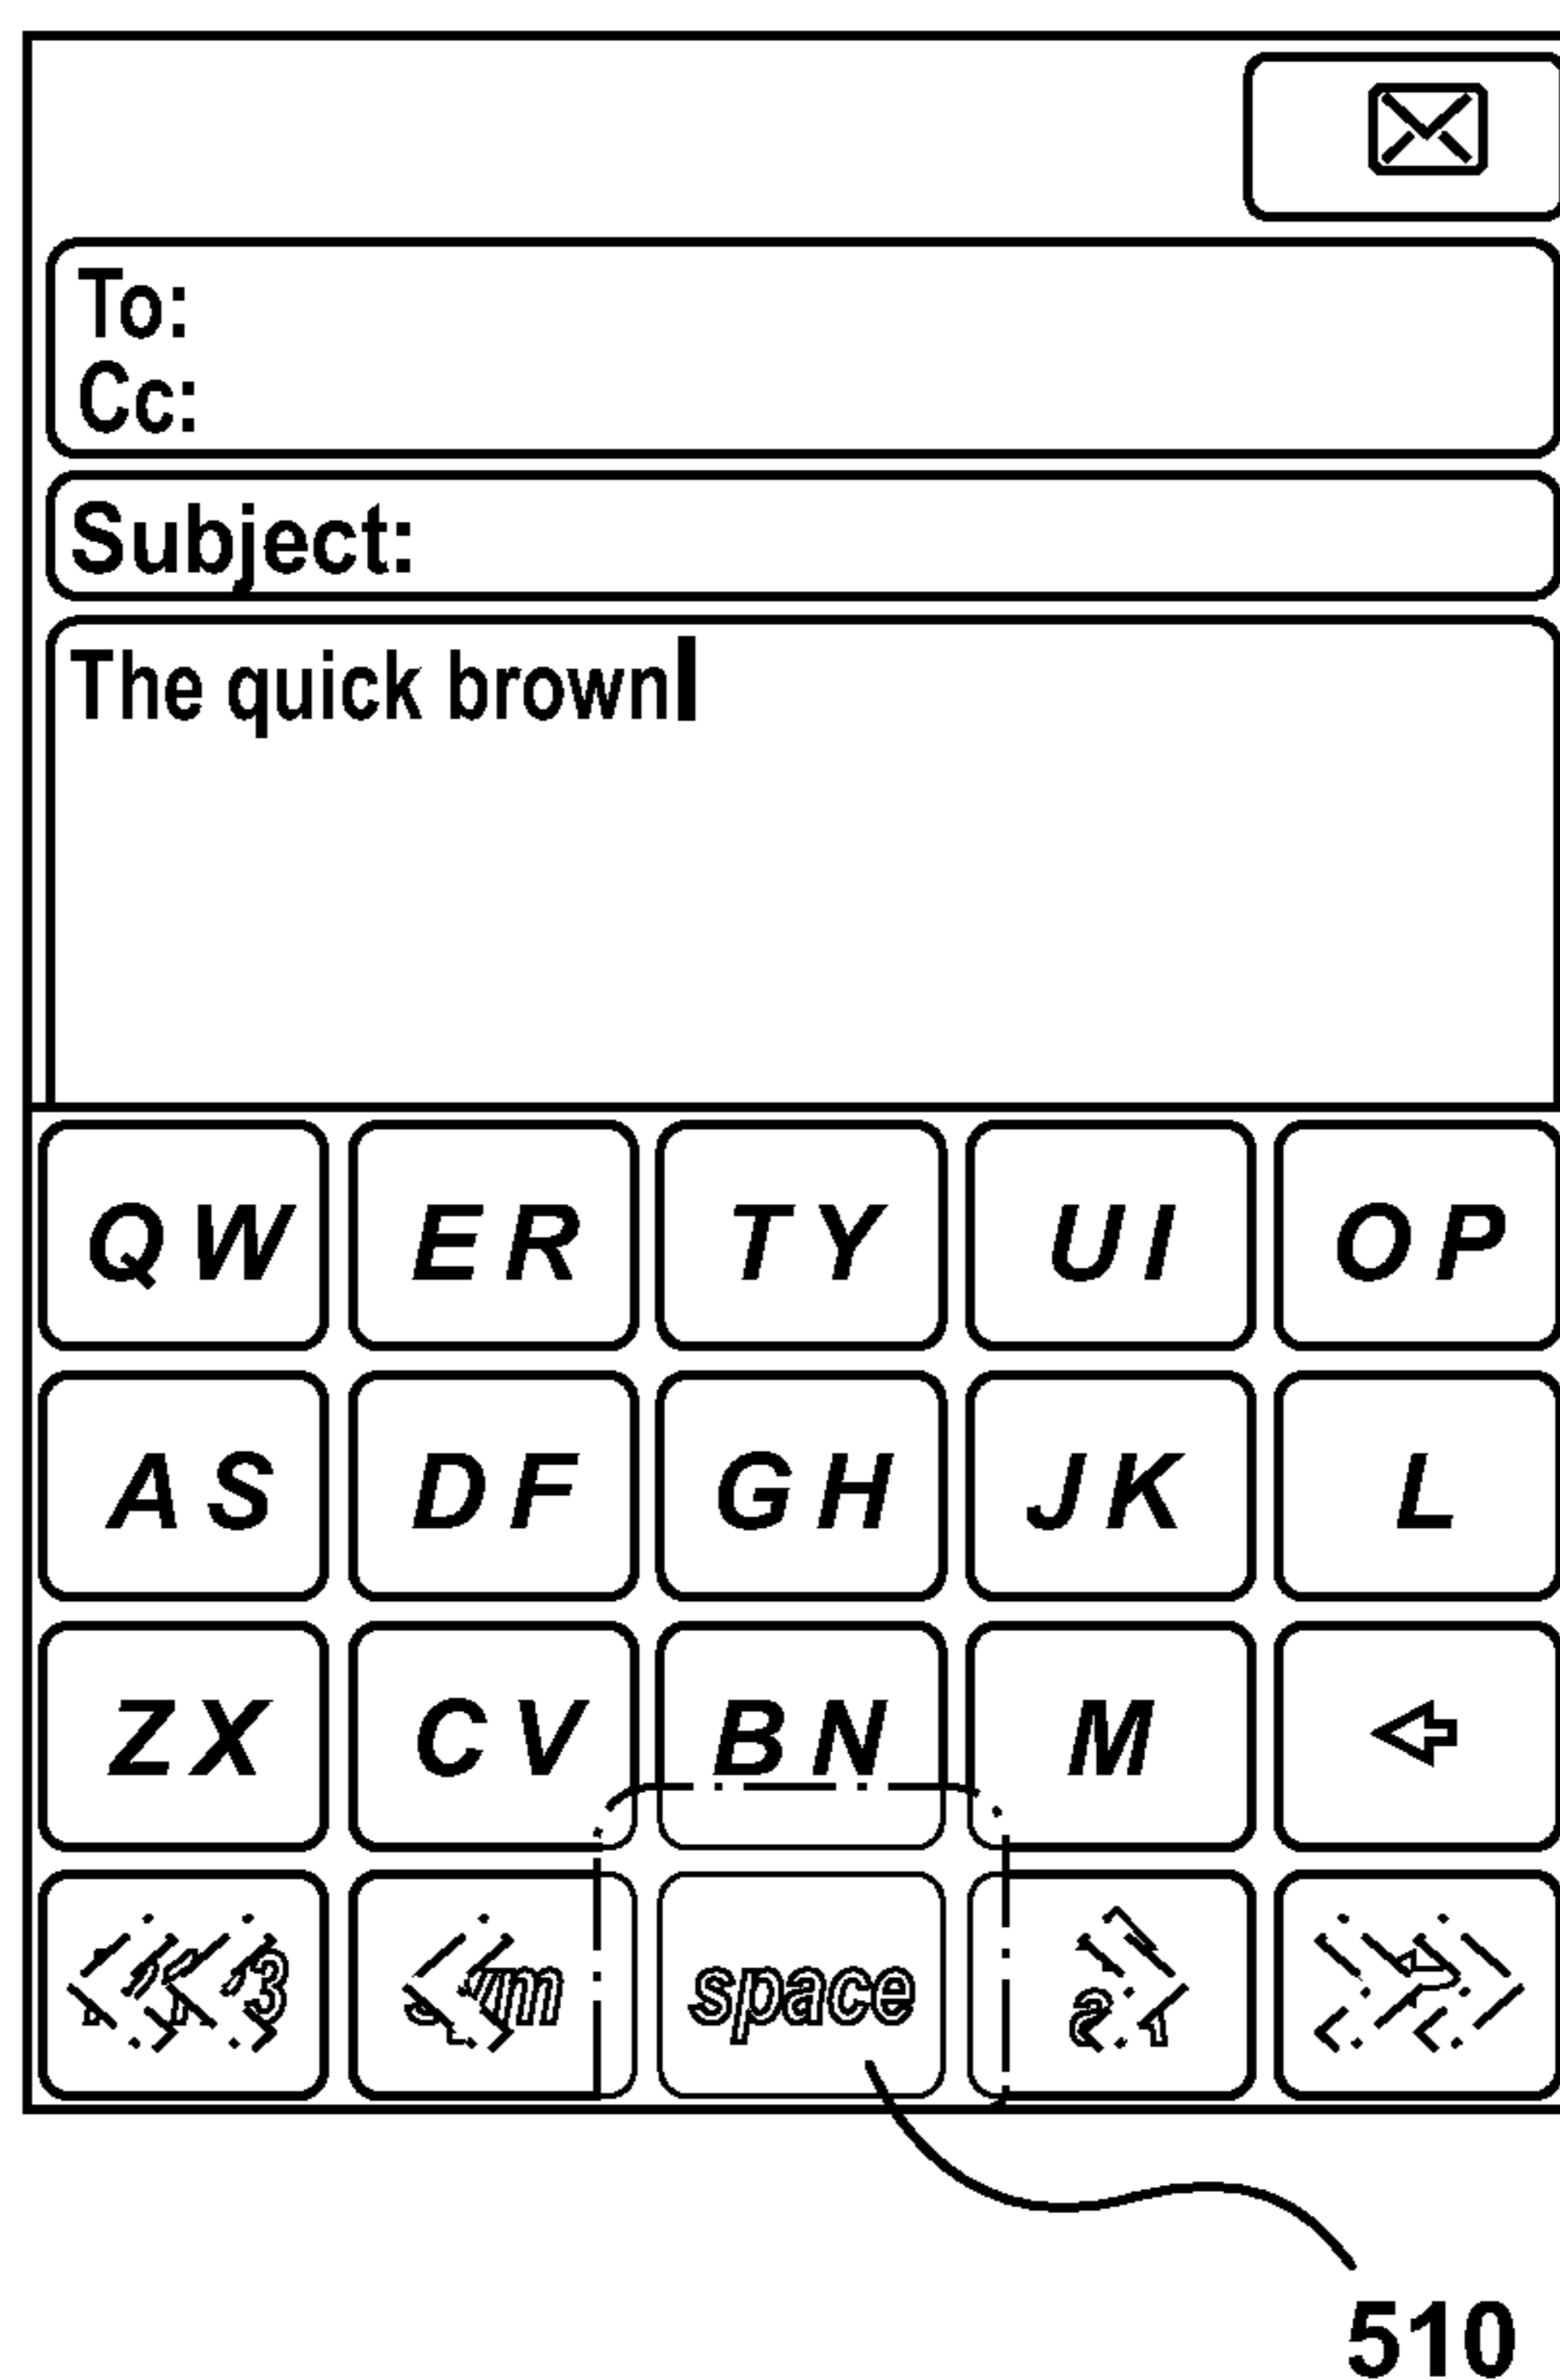 To:
Cc:
Subject:
The quick brown
QW ER TY UI OP
AS DF GH JK L
ZX CV BN M
space
510